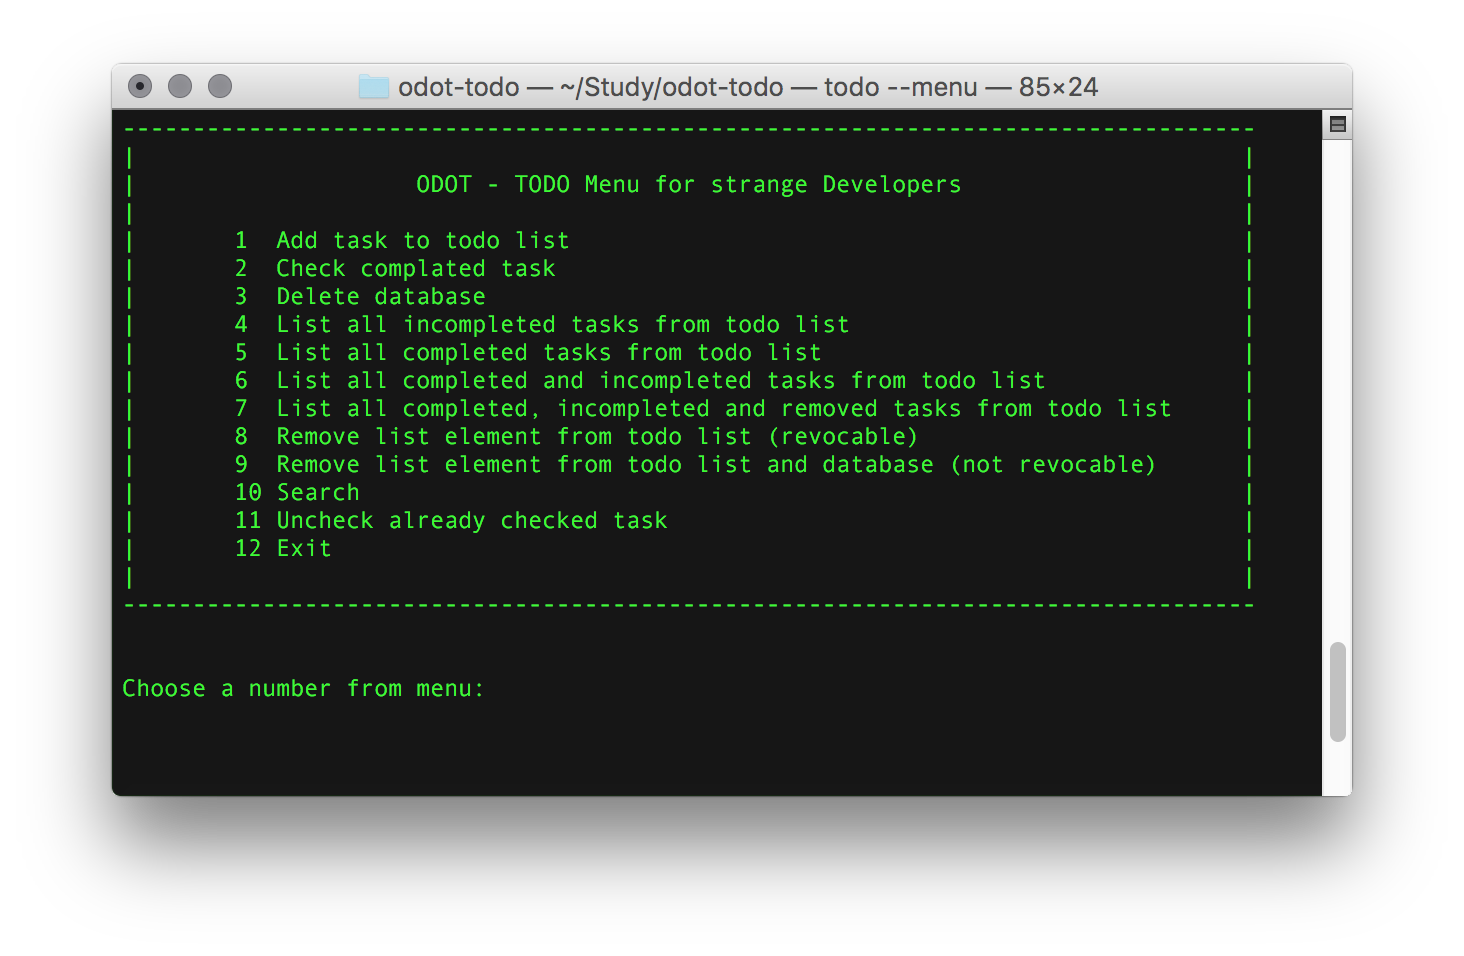 odot-todo — ~/Study/odot-todo — todo --menu — 85×24
ODOT - TODO Menu for strange Developers
1 Add task to todo list
2 Check complated task
3 Delete database
4 List all incompleted tasks from todo list
5 List all completed tasks from todo list
6 List all completed and incompleted tasks from todo list
7 List all completed, incompleted and removed tasks from todo list
8 Remove list element from todo list (revocable)
9 Remove list element from todo list and database (not revocable)
10 Search
11 Uncheck already checked task
12 Exit
Choose a number from menu: